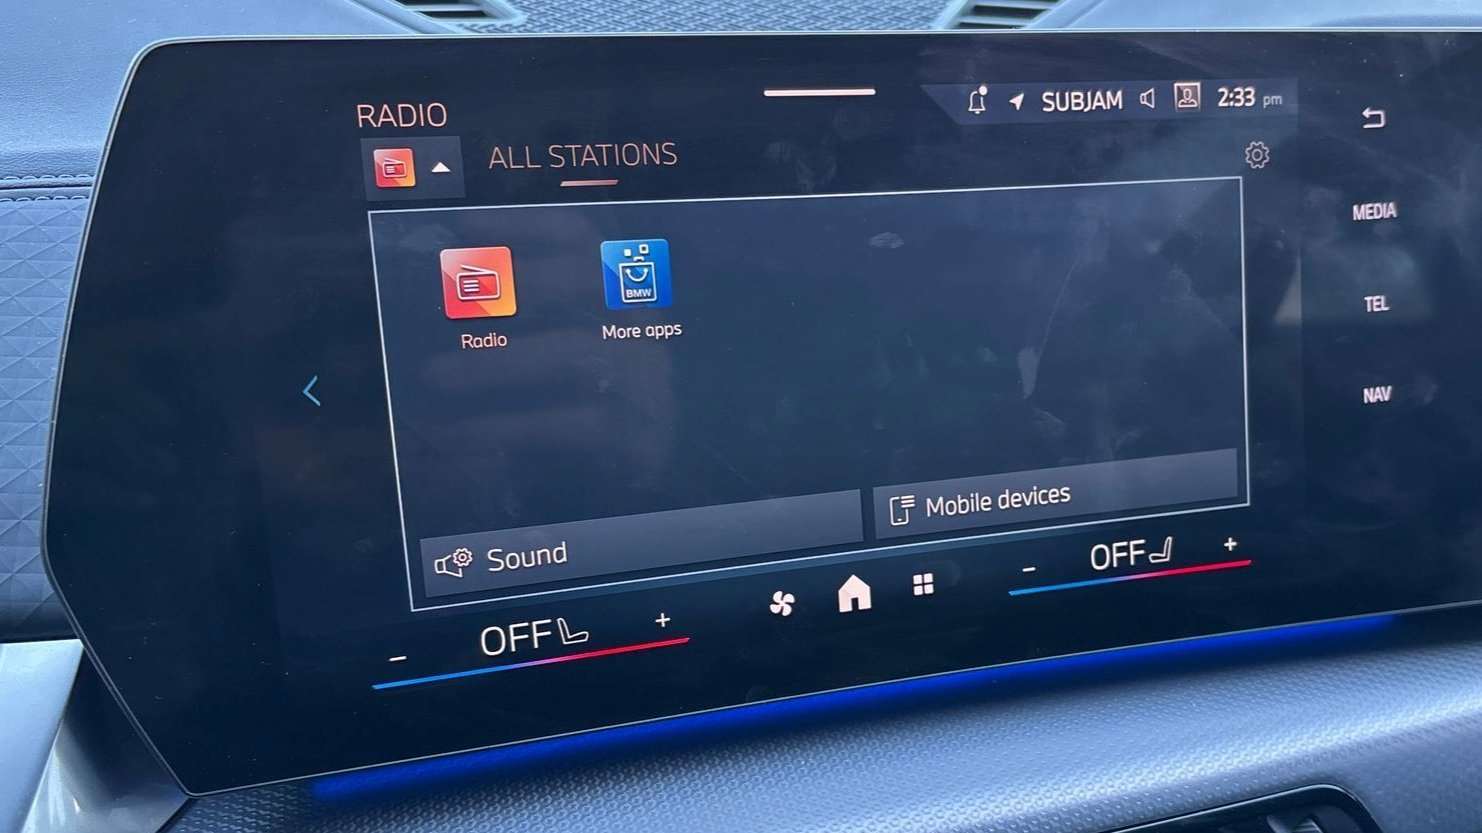 RADIO
SUBJAM
2:33 pm
ALL STATIONS
MEDIA
BMW
Radio
More apps
TEL
NAV
Mobile devices
Sound
- OFF +
- OFF +